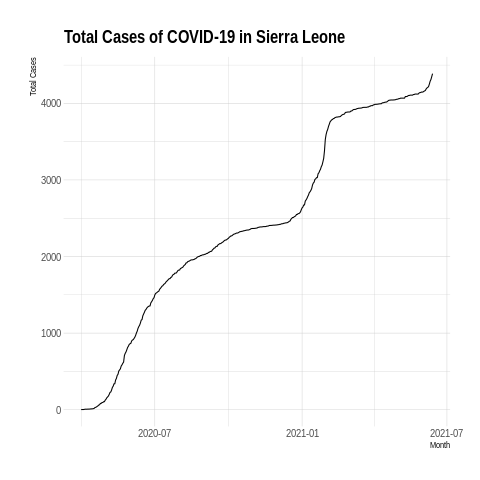 Total Cases of COVID-19 in Sierra Leone
Total Cases
4000
3000
2000
1000
0
2020-07
2021-01
2021-07
Month